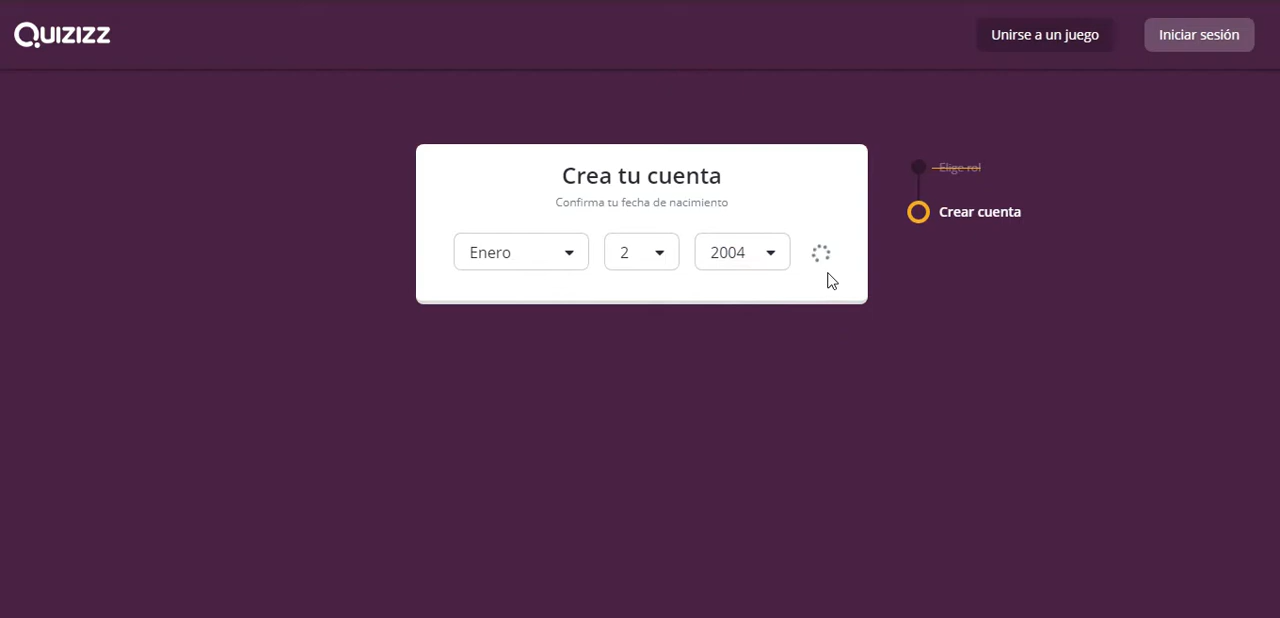 QUIZIZZ
Unirse a un juego
Iniciar sesión
Crea tu cuenta
Confirma tu fecha de nacimiento
Enero
2
2004
Elige rol
Crear cuenta